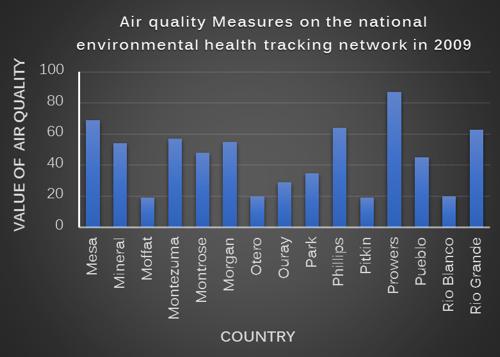 Air quality Measures on the national
environmental health tracking network in 2009
VALUE OF AIR QUALITY
100
80
60
40
20
0
Mesa
Mineral
Moffat
Montezuma
Montrose
Morgan
Otero
Ouray
Park
Phillips
Pitkin
Prowers
Pueblo
Rio Blanco
Rio Grande
COUNTRY